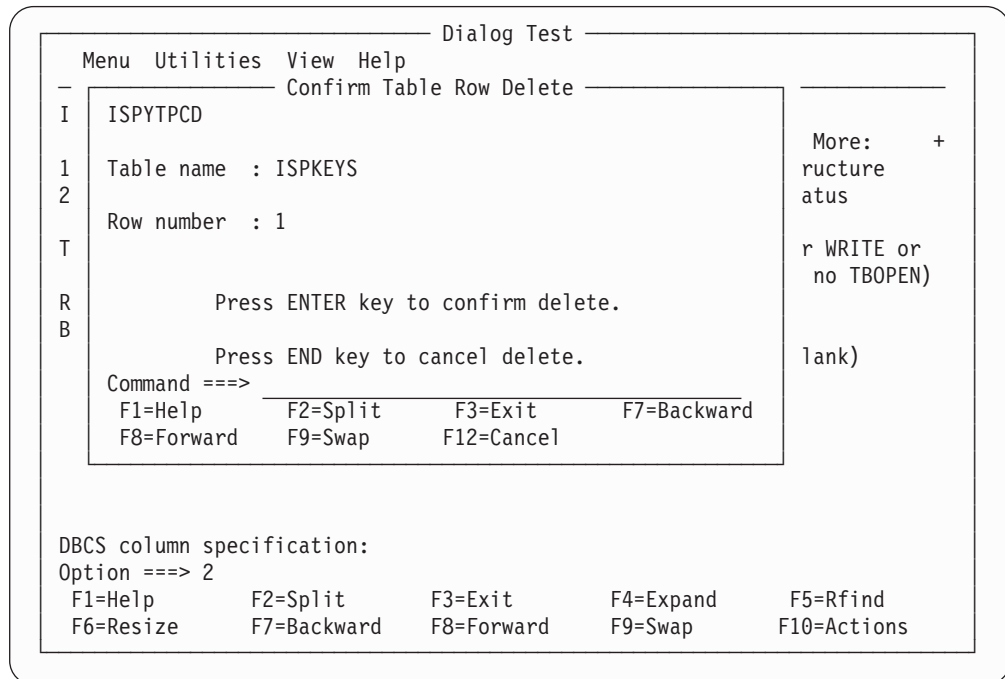 Dialog Test
Menu Utilities View Help
Confirm Table Row Delete
I ISPYTPCD
More: +
1 Table name : ISPKEYS ructure
2 atus
Row number : 1
T r WRITE or
no TBOPEN)
R Press ENTER key to confirm delete.
B
Press END key to cancel delete. lank)
Command ===>
F1=Help F2=Split F3=Exit F7=Backward
F8=Forward F9=Swap F12=Cancel
DBCS column specification:
Option ===> 2
F1=Help F2=Split F3=Exit F4=Expand F5=Rfind
F6=Resize F7=Backward F8=Forward F9=Swap F10=Actions